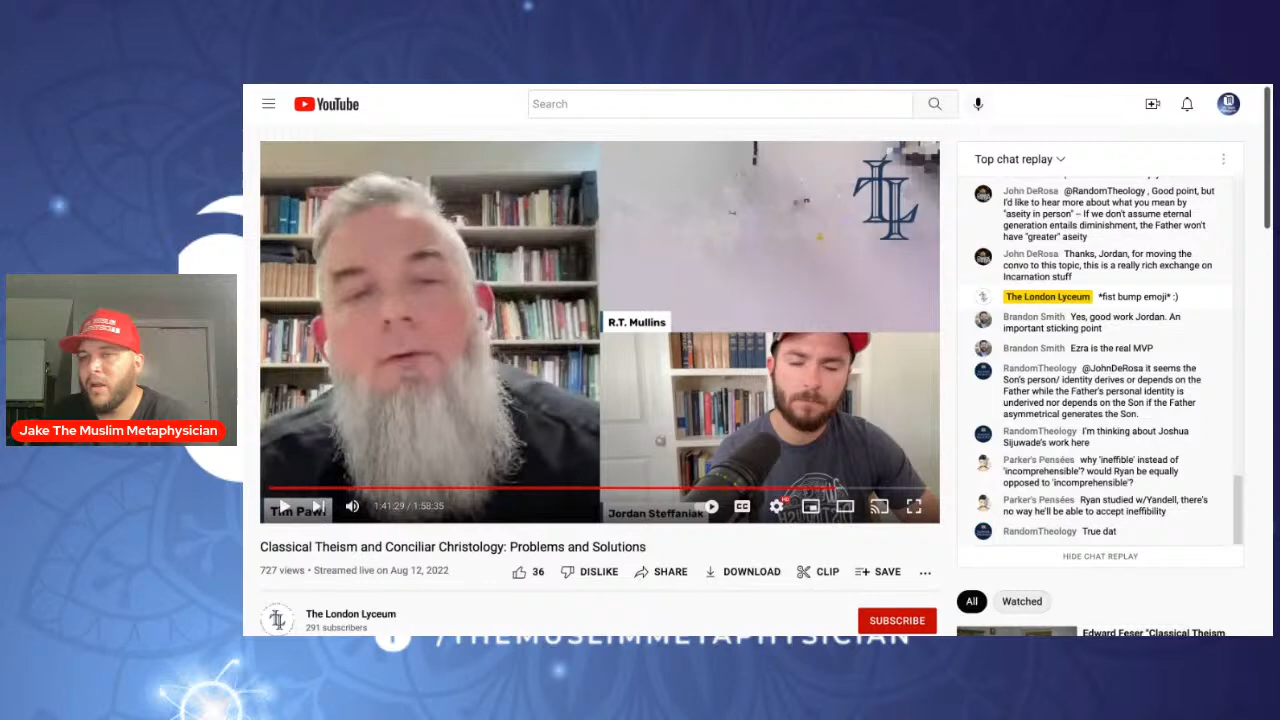 YouTube
Search
Top chat replay
John DeRosa @RandomTheology , Good point, but
I'd like to hear more about what you mean by
"aseity in person" -- If we don't assume eternal
generation entails diminishment, the Father won't
have "greater" aseity
John DeRosa Thanks, Jordan, for moving the
convo to this topic, this is a really rich exchange on
Incarnation stuff
The London Lyceum *fist bump emoji* :)
Brandon Smith Yes, good work Jordan. An
important sticking point
Brandon Smith Ezra is the real MVP
RandomTheology @JohnDeRosa it seems the
Son's person/ identity derives or depends on the
Father while the Father's personal identity is
underived nor depends on the Son if the Father
asymmetrical generates the Son.
RandomTheology I'm thinking about Joshua
Sijuwade's work here
Parker's Pensées why 'ineffible' instead of
'incomprehensible'? would Ryan be equally
opposed to 'incomprehensible'?
Parker's Pensées Ryan studied w/Yandell, there's
no way he'll be able to accept ineffibility
RandomTheology True dat
HIDE CHAT REPLAY
TL
R.T. Mullins
Jake The Muslim Metaphysician
Tim Paw
1:41:29 / 1:58:35
CC
HD
Jordan Steffaniak
Classical Theism and Conciliar Christology: Problems and Solutions
727 views • Streamed live on Aug 12, 2022
36
DISLIKE
SHARE
DOWNLOAD
CLIP
SAVE
The London Lyceum
291 subscribers
SUBSCRIBE
All
Watched
Edward Feser "Classical Theism
/THEMUSLIMMETAPHYSICIAN